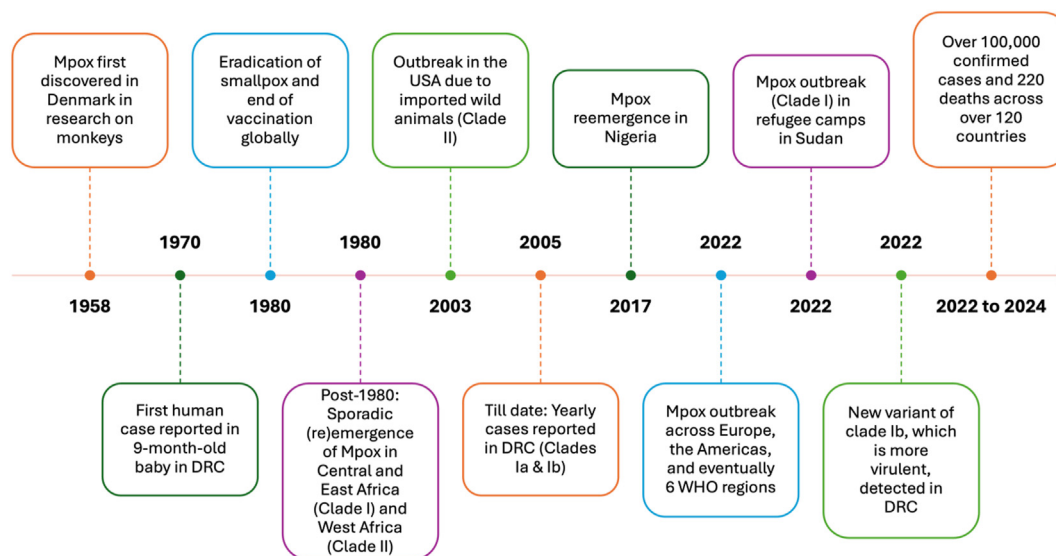 Mpox first
discovered in
Denmark in
research on
monkeys
Eradication of
smallpox and
end of
vaccination
globally
Outbreak in the
USA due to
imported wild
animals (Clade
II)
Mpox
reemergence in
Nigeria
Mpox outbreak
(Clade I) in
refugee camps
in Sudan
Over 100,000
confirmed
cases and 220
deaths across
over 120
countries
1970
1980
2005
2022
2022
1958
1980
2003
2017
2022
2022 to 2024
First human
case reported in
9-month-old
baby in DRC
Post-1980:
Sporadic
(re)emergence
of Mpox in
Central and
East Africa
(Clade I) and
West Africa
(Clade II)
Till date: Yearly
cases reported
in DRC (Clades
Ia & Ib)
Mpox outbreak
across Europe,
the Americas,
and eventually
6 WHO regions
New variant of
clade Ib, which
is more
virulent,
detected in
DRC